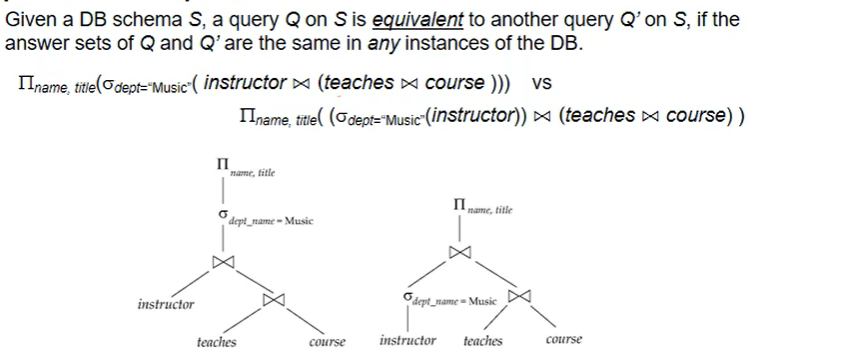 Given a DB schema S, a query Q on S is equivalent to another query Q' on S, if the
answer sets of Q and Q' are the same in any instances of the DB.
Πname, title(σdept="Music"( instructor ⋈ (teaches ⋈ course ))) vs
Πname, title( (σdept="Music"(instructor)) ⋈ (teaches ⋈ course) )
Π name, title
σ dept_name = Music
⋈
instructor
⋈
teaches course
Π name, title
⋈
σ dept_name = Music ⋈
instructor teaches course